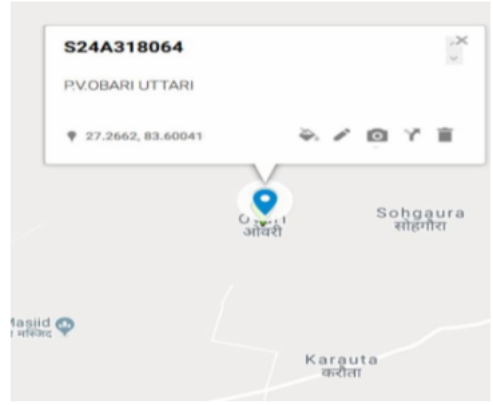 S24A318064
P.V.OBARI UTTARI
27.2662, 83.60041
ओबरी
Sohgaura
सोहगौरा
Masjid
मस्जिद
Karauta
करौता